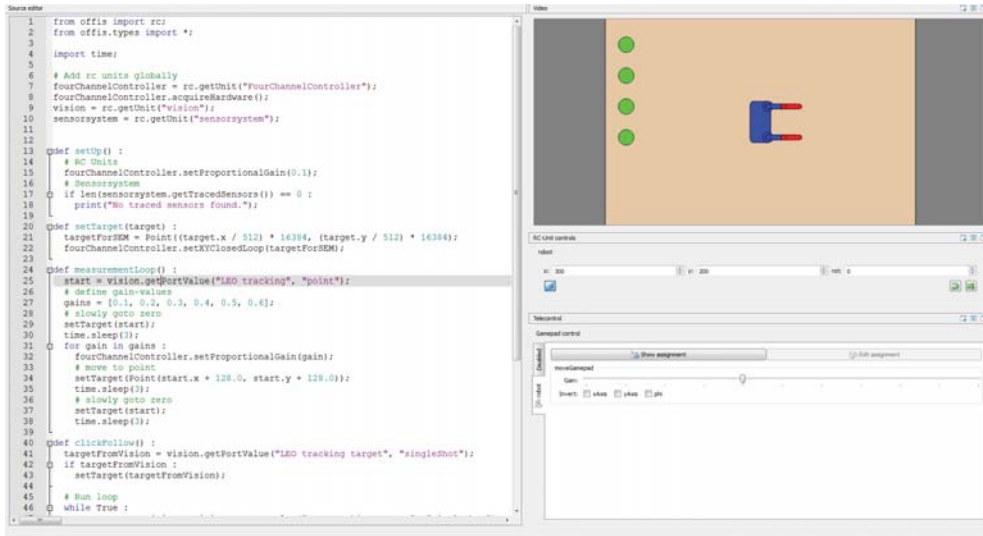 Source editor
1 from offis import rc;
2 from offis.types import *;
3
4 import time;
5
6 # Add rc units globally
7 fourChannelController = rc.getUnit("FourChannelController");
8 fourChannelController.acquireHardware();
9 vision = rc.getUnit("vision");
10 sensorsystem = rc.getUnit("sensorsystem");
11
12
13 def setUp() :
14 # RC Units
15 fourChannelController.setProportionalGain(0.1);
16 # Sensorsystem
17 if len(sensorsystem.getTracedSensors()) == 0 :
18 print("No traced sensors found.");
19
20 def setTarget(target) :
21 targetForSEM = Point((target.x / 512) * 16384, (target.y / 512) * 16384);
22 fourChannelController.setXYClosedLoop(targetForSEM);
23
24 def measurementLoop() :
25 start = vision.getPortValue("LEO tracking", "point");
26 # define gain-values
27 gains = [0.1, 0.2, 0.3, 0.4, 0.5, 0.6];
28 # slowly goto zero
29 setTarget(start);
30 time.sleep(3);
31 for gain in gains :
32 fourChannelController.setProportionalGain(gain);
33 # move to point
34 setTarget(Point(start.x + 128.0, start.y + 128.0));
35 time.sleep(3);
36 # slowly goto zero
37 setTarget(start);
38 time.sleep(3);
39
40 def clickFollow() :
41 targetFromVision = vision.getPortValue("LEO tracking target", "singleShot");
42 if targetFromVision :
43 setTarget(targetFromVision);
44
45 # Run loop
46 while True :
Video
RC-Unit controls
robot
x: 300 y: 200 rot: 0
Telecontrol
Gamepad control
Disabled
robot
Show assignment Edit assignment
moveGamepad
Gain:
Invert: xAxis yAxis phi